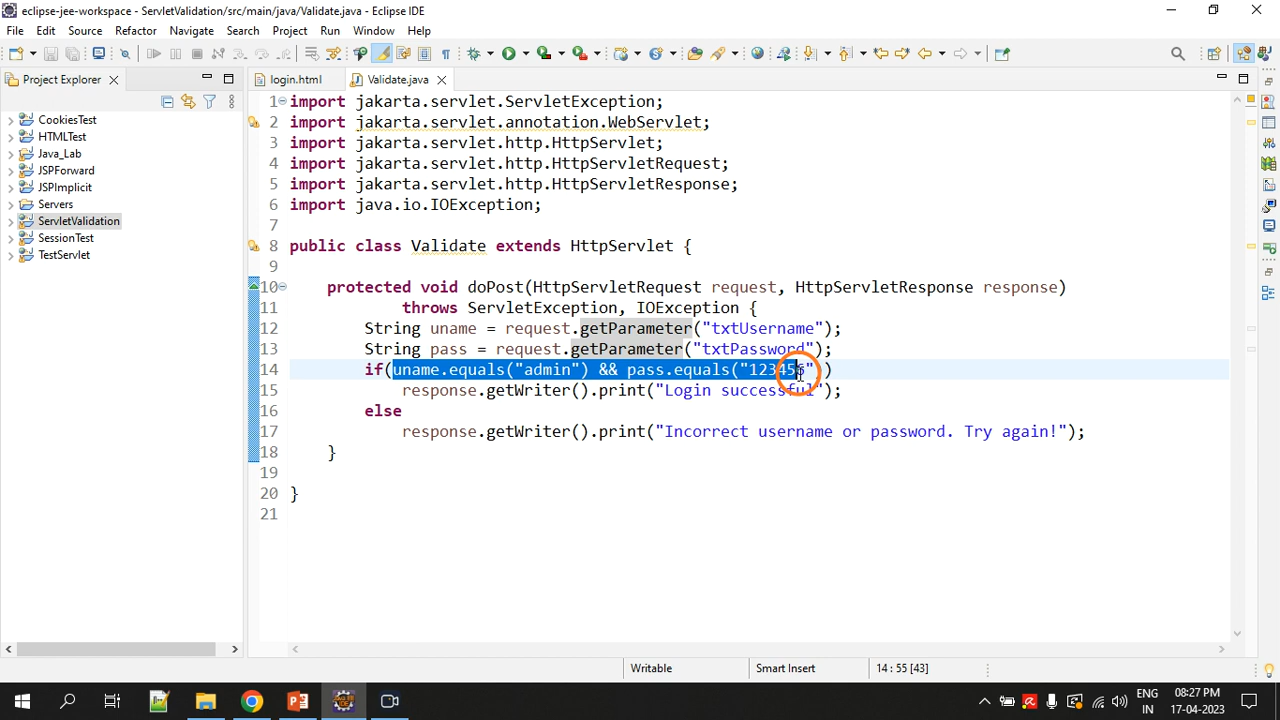 eclipse-jee-workspace - ServletValidation/src/main/java/Validate.java - Eclipse IDE
File Edit Source Refactor Navigate Search Project Run Window Help
Project Explorer
login.html
Validate.java
CookiesTest
HTMLTest
Java_Lab
JSPForward
JSPImplicit
Servers
ServletValidation
SessionTest
TestServlet
1 import jakarta.servlet.ServletException;
2 import jakarta.servlet.annotation.WebServlet;
3 import jakarta.servlet.http.HttpServlet;
4 import jakarta.servlet.http.HttpServletRequest;
5 import jakarta.servlet.http.HttpServletResponse;
6 import java.io.IOException;
7
8 public class Validate extends HttpServlet {
9
10 protected void doPost(HttpServletRequest request, HttpServletResponse response)
11 throws ServletException, IOException {
12 String uname = request.getParameter("txtUsername");
13 String pass = request.getParameter("txtPassword");
14 if(uname.equals("admin") && pass.equals("123456"))
15 response.getWriter().print("Login successful");
16 else
17 response.getWriter().print("Incorrect username or password. Try again!");
18 }
19
20 }
21
Writable
Smart Insert
14 : 55 [43]
ENG
IN
08:27 PM
17-04-2023